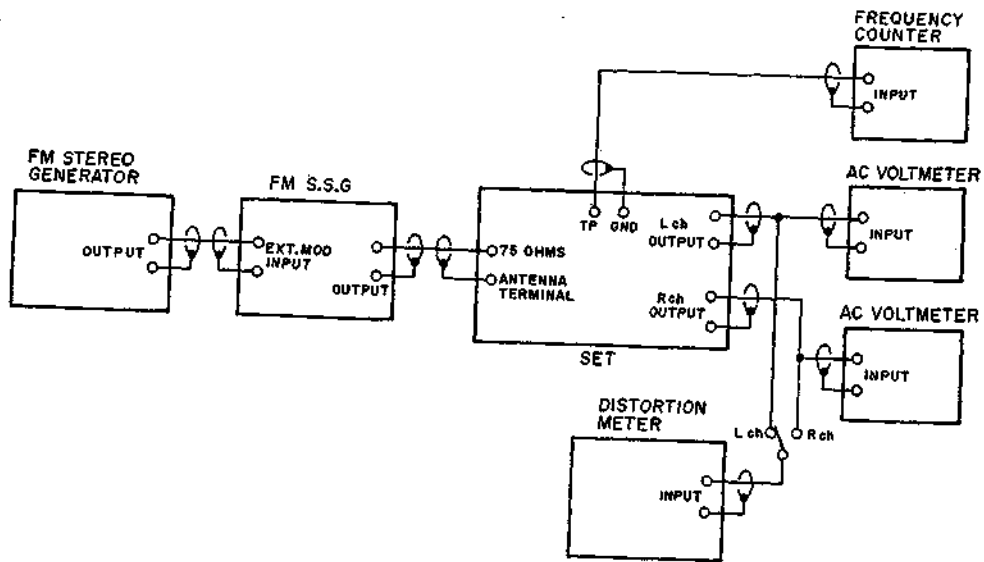 FREQUENCY
COUNTER
INPUT
FM STEREO
GENERATOR
OUTPUT
FM S.S.G
EXT.MOD
INPUT
OUTPUT
TP GND
75 OHMS
ANTENNA
TERMINAL
L ch
OUTPUT
R ch
OUTPUT
SET
AC VOLTMETER
INPUT
AC VOLTMETER
INPUT
DISTORTION
METER
L ch
R ch
INPUT